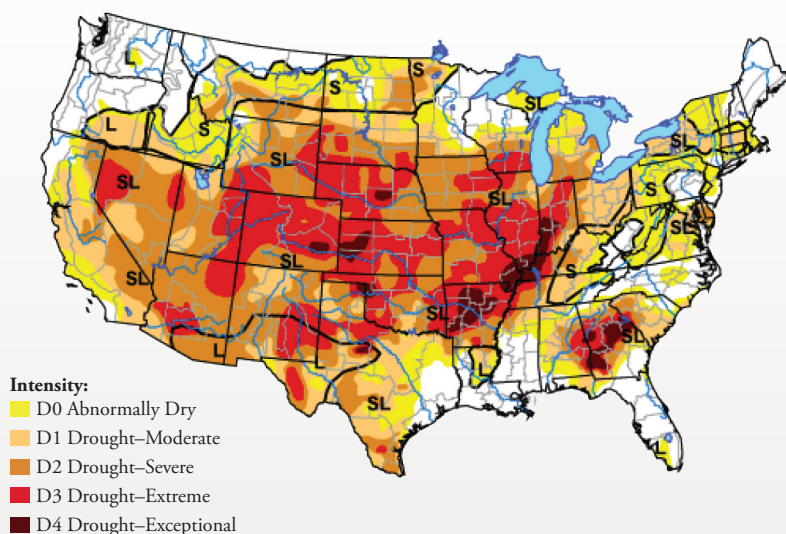 L
S
S
SL
L
S
SL
SL
S
SL
SL
SL
SL
S
SL
SL
SL
SL
L
L
L
SL
L
Intensity:
D0 Abnormally Dry
D1 Drought–Moderate
D2 Drought–Severe
D3 Drought–Extreme
D4 Drought–Exceptional